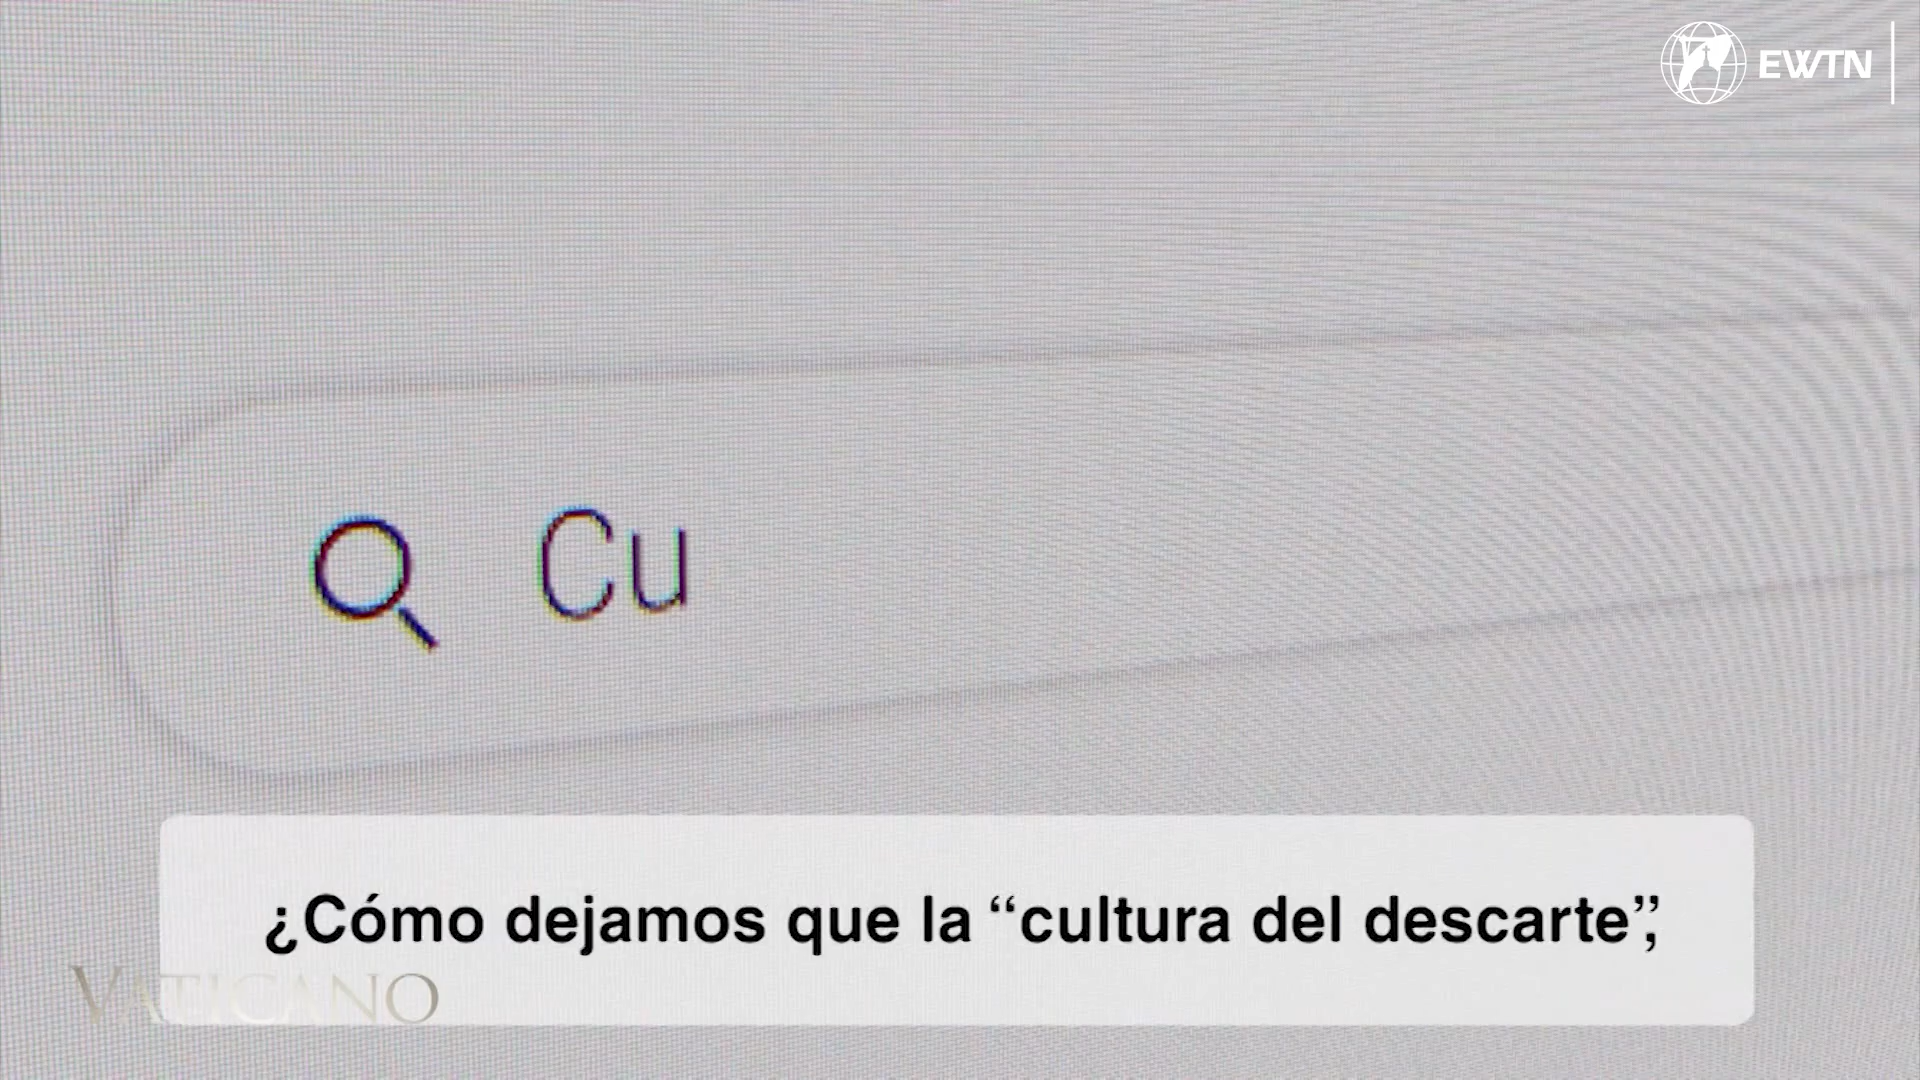 EWTN
Cu
¿Cómo dejamos que la “cultura del descarte”,
VATICANO